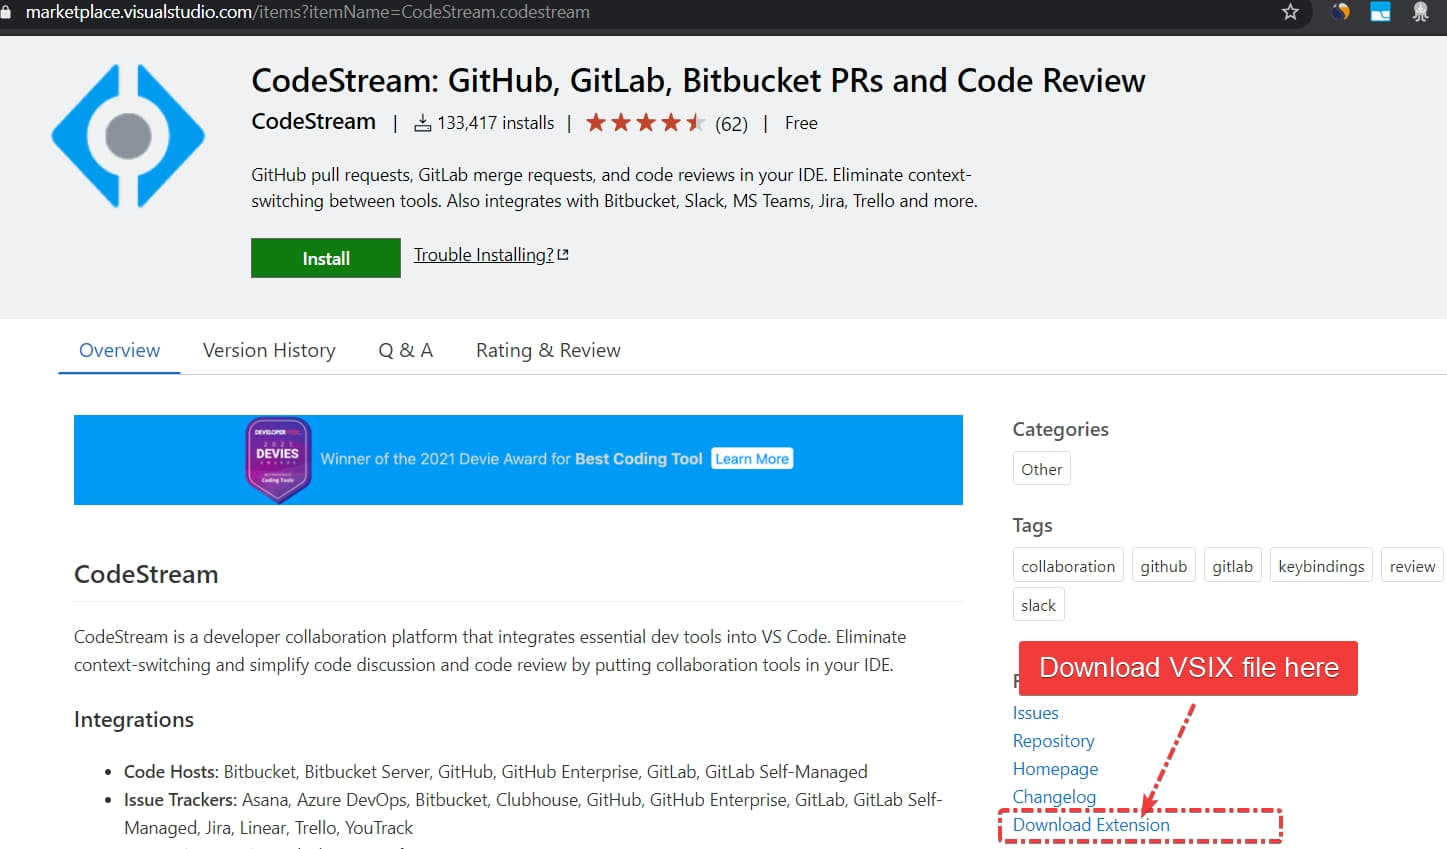 marketplace.visualstudio.com/items?itemName=CodeStream.codestream
CodeStream: GitHub, GitLab, Bitbucket PRs and Code Review
CodeStream | 133,417 installs | (62) | Free
GitHub pull requests, GitLab merge requests, and code reviews in your IDE. Eliminate context-
switching between tools. Also integrates with Bitbucket, Slack, MS Teams, Jira, Trello and more.
Install
Trouble Installing?
Overview
Version History
Q & A
Rating & Review
2021
DEVIES
AWARDS
Coding Tools
Winner of the 2021 Devie Award for Best Coding Tool
Learn More
CodeStream
CodeStream is a developer collaboration platform that integrates essential dev tools into VS Code. Eliminate
context-switching and simplify code discussion and code review by putting collaboration tools in your IDE.
Integrations
• Code Hosts: Bitbucket, Bitbucket Server, GitHub, GitHub Enterprise, GitLab, GitLab Self-Managed
• Issue Trackers: Asana, Azure DevOps, Bitbucket, Clubhouse, GitHub, GitHub Enterprise, GitLab, GitLab Self-
Managed, Jira, Linear, Trello, YouTrack
Categories
Other
Tags
collaboration
github
gitlab
keybindings
review
slack
Download VSIX file here
Issues
Repository
Homepage
Changelog
Download Extension